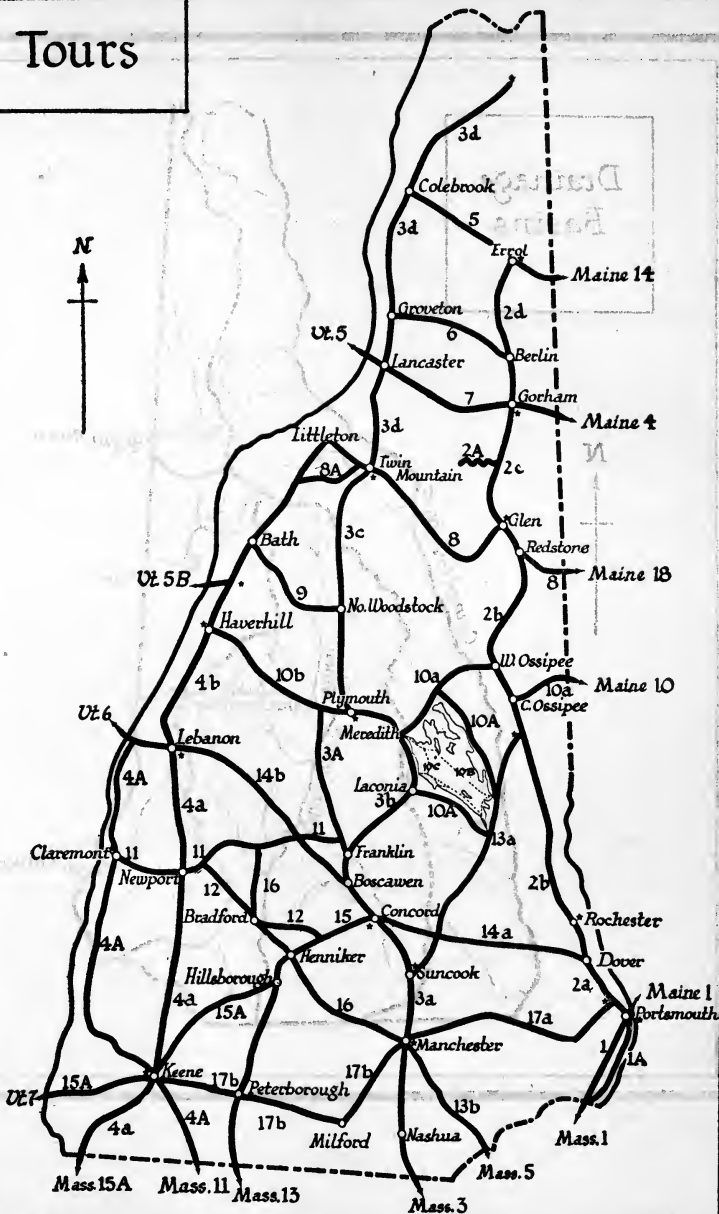 Tours
3d
Colebrook
N
3d
5
Errol
Maine 14
2d
Groveton
6
Vt. 5
Lancaster
Berlin
7
Gorham
Maine 4
3d
Littleton
2A
8A
Twin
Mountain
2c
3c
8
Glen
Bath
Redstone
8
Maine 18
Vt. 5B
9
No. Woodstock
2b
Haverhill
10b
W. Ossipee
10a
10a
Maine 10
C. Ossipee
4b
Plymouth
10A
Meredith
Vt. 6
Lebanon
3A
10C
10B
4A
14b
Laconia
3b
10A
4a
13a
Claremont
11
11
11
Franklin
Newport
12
16
Boscawen
2b
Bradford
12
15
Concord
Rochester
4A
14a
Henniker
Dover
Hillsborough
Suncook
4a
15A
16
3a
2a
Maine 1
17a
Portsmouth
Manchester
1
1A
Keene
17b
15A
17b
Peterborough
Vt. 7
4A
17b
13b
4a
Milford
Nashua
Mass. 1
Mass. 5
Mass. 15A
Mass. 11
Mass. 13
Mass. 3
Drainage
Basins
N